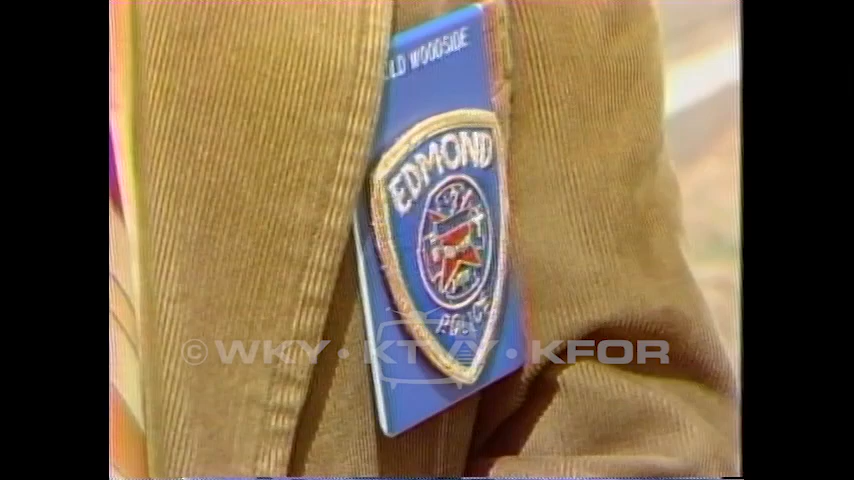 LD WOODSIDE
EDMOND
POLICE
© WKY • KTVY • KFOR